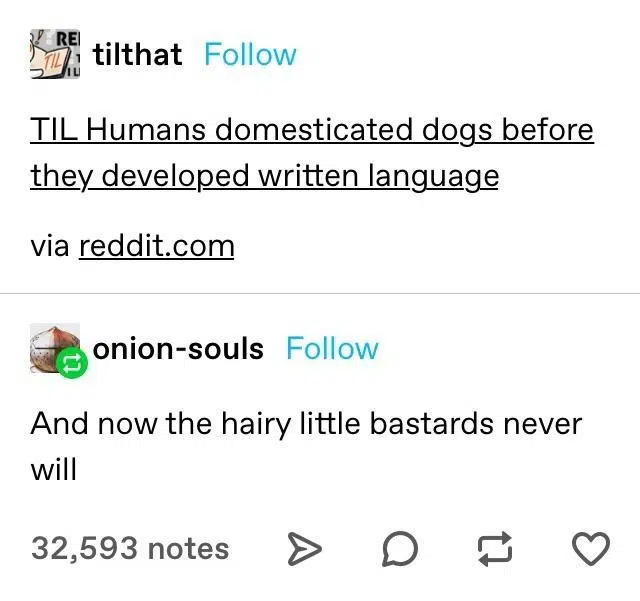 tilthat Follow
TIL Humans domesticated dogs before
they developed written language
via reddit.com
onion-souls Follow
And now the hairy little bastards never
will
32,593 notes